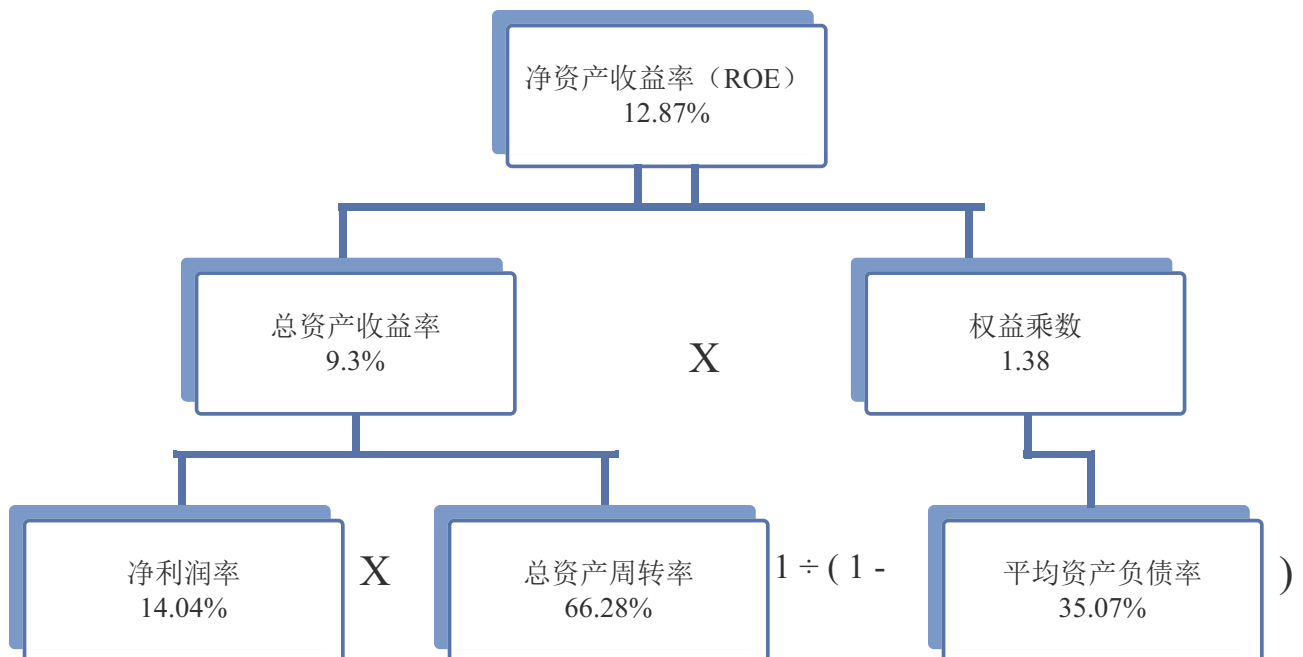 净资产收益率（ROE）
12.87%
总资产收益率
9.3%
X
权益乘数
1.38
净利润率
14.04%
X
总资产周转率
66.28%
1 ÷ ( 1 -
平均资产负债率
35.07%
)